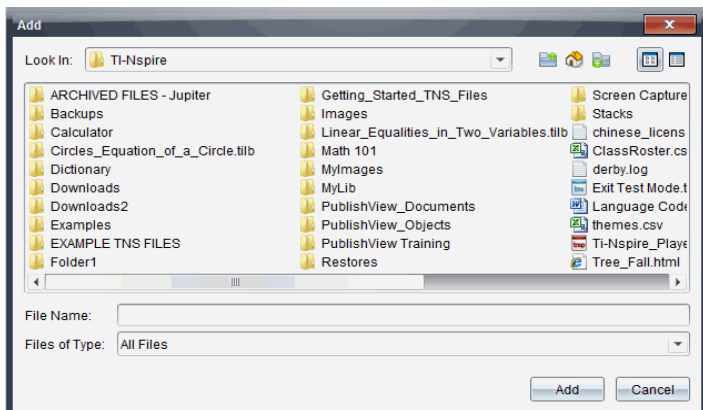 Add
Look In: TI-Nspire
ARCHIVED FILES - Jupiter
Backups
Calculator
Circles_Equation_of_a_Circle.tilb
Dictionary
Downloads
Downloads2
Examples
EXAMPLE TNS FILES
Folder1
Getting_Started_TNS_Files
Images
Linear_Equalities_in_Two_Variables.tilb
Math 101
MyImages
MyLib
PublishView_Documents
PublishView_Objects
PublishView Training
Restores
Screen Capture
Stacks
chinese_licens
ClassRoster.cs
derby.log
Exit Test Mode.t
Language Code
themes.csv
TI-Nspire_Playe
Tree_Fall.html
File Name:
Files of Type: All Files
Add Cancel